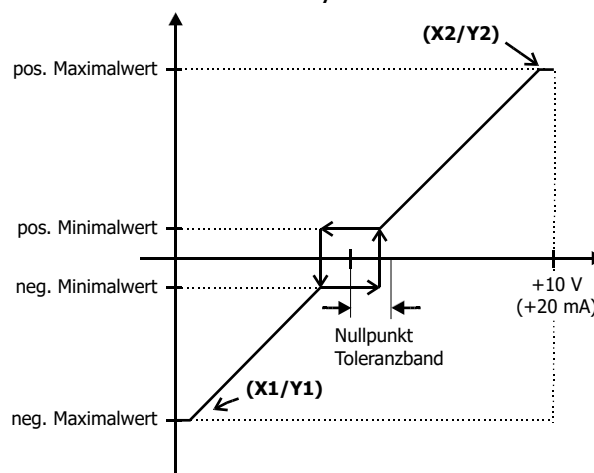 (X2/Y2)
pos. Maximalwert
pos. Minimalwert
neg. Minimalwert
+10 V
(+20 mA)
Nullpunkt
Toleranzband
(X1/Y1)
neg. Maximalwert